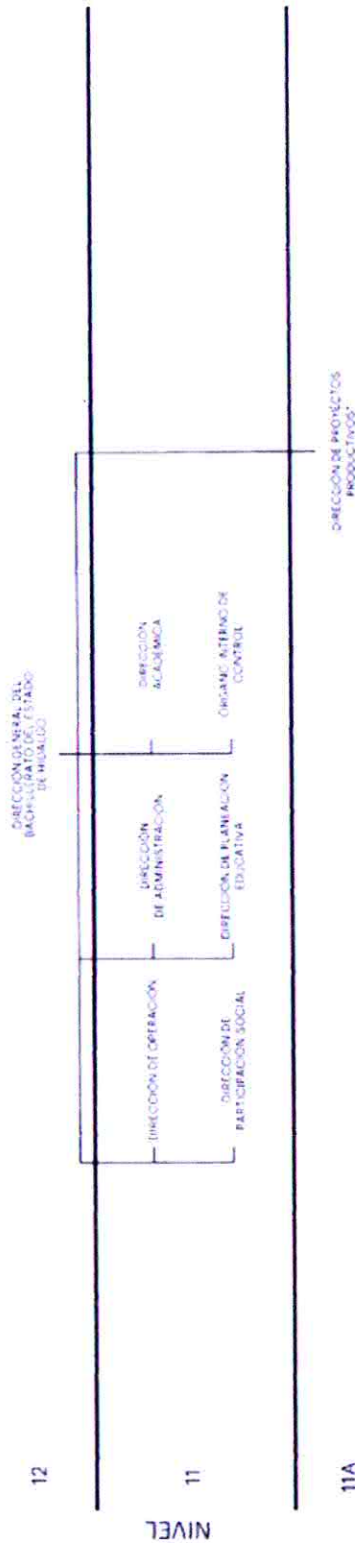 12
DIRECCIÓN GENERAL DEL
BACHILLERATO DEL ESTADO
DE HIDALGO
NIVEL
11
DIRECCIÓN DE OPERACIÓN
DIRECCIÓN
DE ADMINISTRACIÓN
DIRECCIÓN
ACADÉMICA
DIRECCIÓN DE
PARTICIPACIÓN SOCIAL
DIRECCIÓN DE PLANEACIÓN
EDUCATIVA
ÓRGANO INTERNO DE
CONTROL
11A
DIRECCIÓN DE PROYECTOS
PRODUCTIVOS*